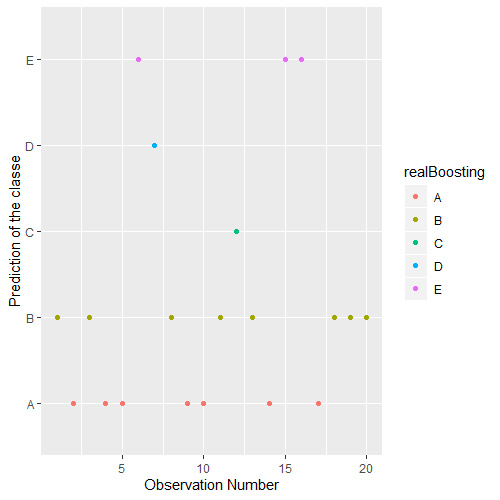 E
D
C
B
A
Prediction of the classe
5
10
15
20
Observation Number
realBoosting
A
B
C
D
E